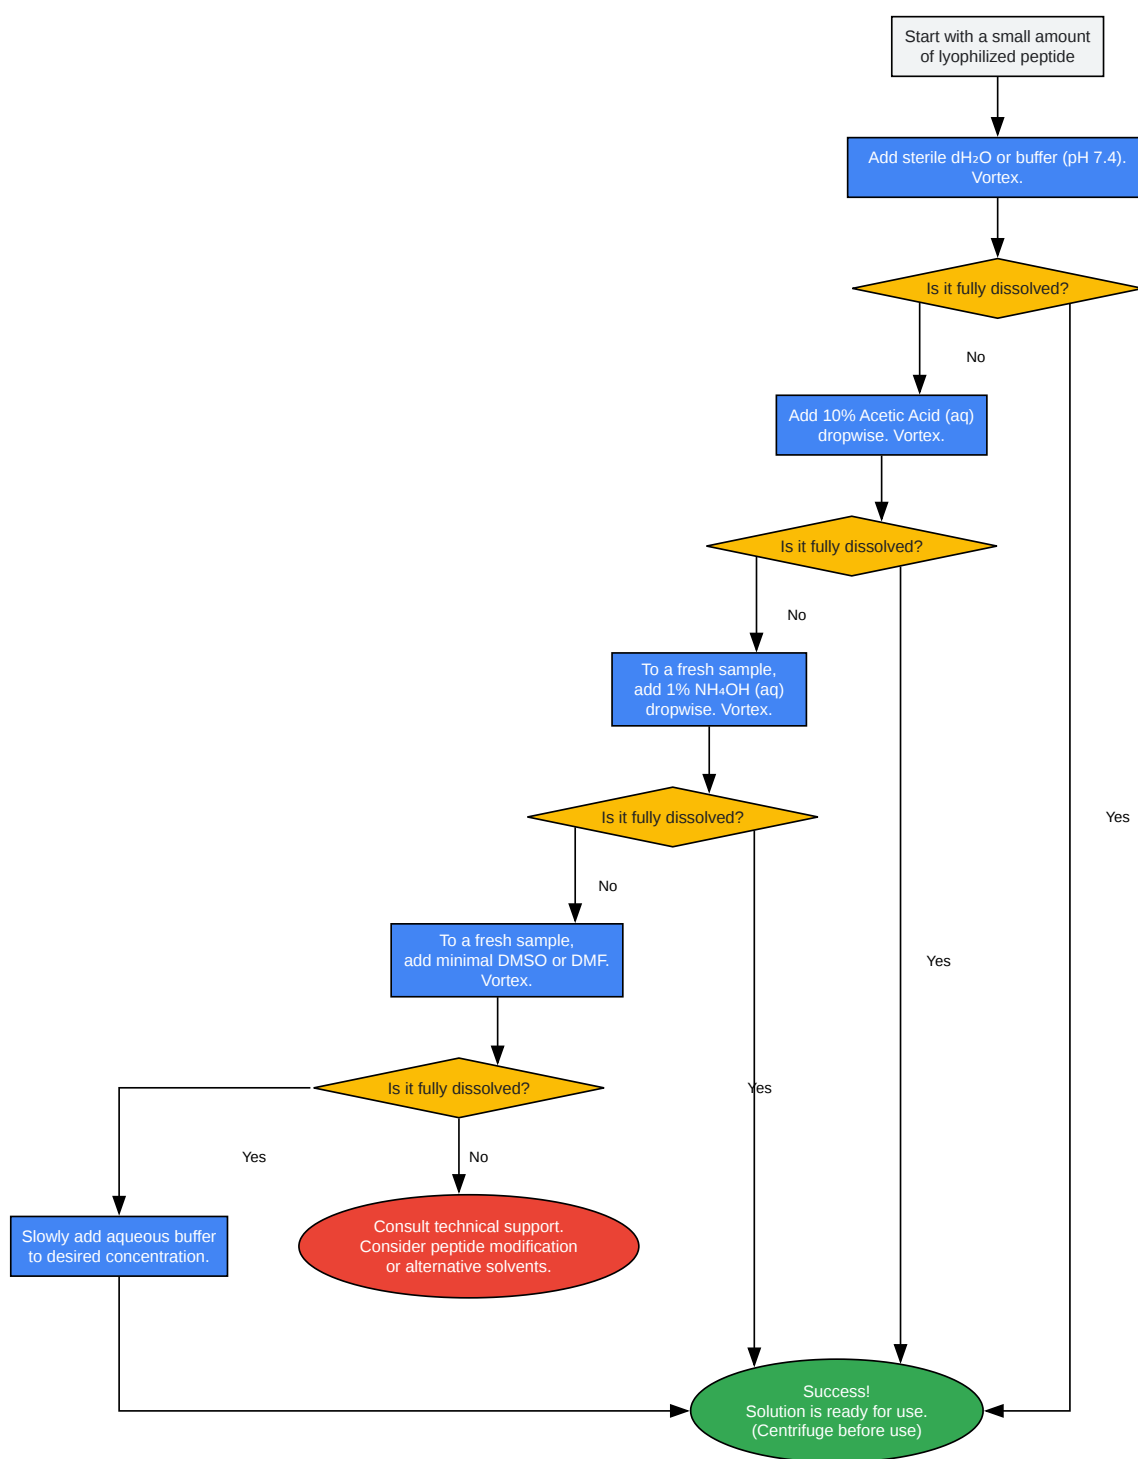 Start with a small amount
of lyophilized peptide
Add sterile dH₂O or buffer (pH 7.4).
Vortex.
Is it fully dissolved?
No
Add 10% Acetic Acid (aq)
dropwise. Vortex.
Is it fully dissolved?
No
To a fresh sample,
add 1% NH₄OH (aq)
dropwise. Vortex.
Is it fully dissolved?
Yes
No
To a fresh sample,
add minimal DMSO or DMF.
Vortex.
Yes
Is it fully dissolved?
Yes
Yes
No
Slowly add aqueous buffer
to desired concentration.
Consult technical support.
Consider peptide modification
or alternative solvents.
Success!
Solution is ready for use.
(Centrifuge before use)